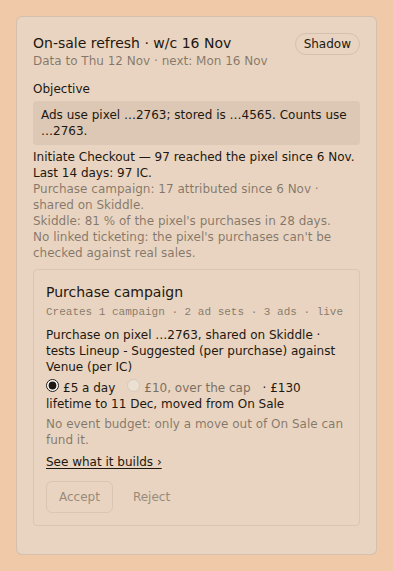 On-sale refresh · w/c 16 Nov
Shadow
Data to Thu 12 Nov · next: Mon 16 Nov
Objective
Ads use pixel …2763; stored is …4565. Counts use
…2763.
Initiate Checkout — 97 reached the pixel since 6 Nov.
Last 14 days: 97 IC.
Purchase campaign: 17 attributed since 6 Nov ·
shared on Skiddle.
Skiddle: 81 % of the pixel's purchases in 28 days.
No linked ticketing: the pixel's purchases can't be
checked against real sales.
Purchase campaign
Creates 1 campaign · 2 ad sets · 3 ads · live
Purchase on pixel …2763, shared on Skiddle ·
tests Lineup - Suggested (per purchase) against
Venue (per IC)
£5 a day £10, over the cap · £130
lifetime to 11 Dec, moved from On Sale
No event budget: only a move out of On Sale can
fund it.
See what it builds ›
Accept Reject